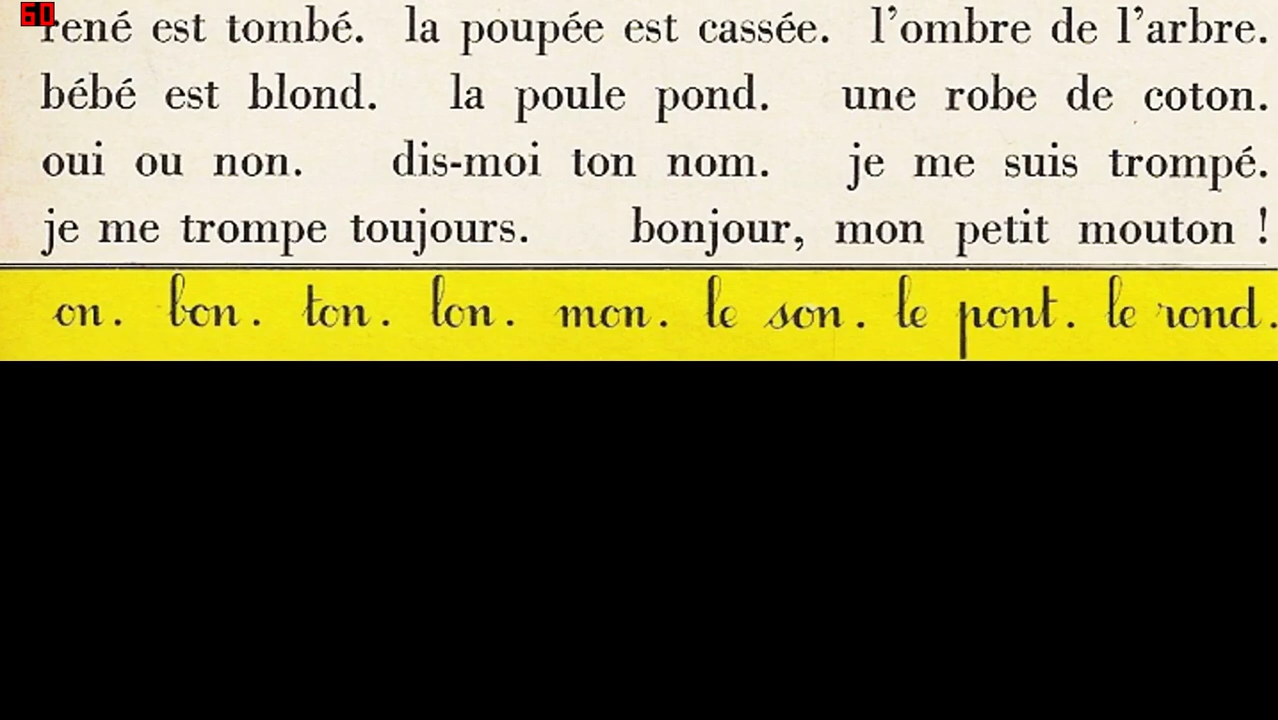 60
rené est tombé. la poupée est cassée. l'ombre de l'arbre.
bébé est blond. la poule pond. une robe de coton.
oui ou non. dis-moi ton nom. je me suis trompé.
je me trompe toujours. bonjour, mon petit mouton !
on. bon. ton. lon. mon. le son. le pont. le rond.